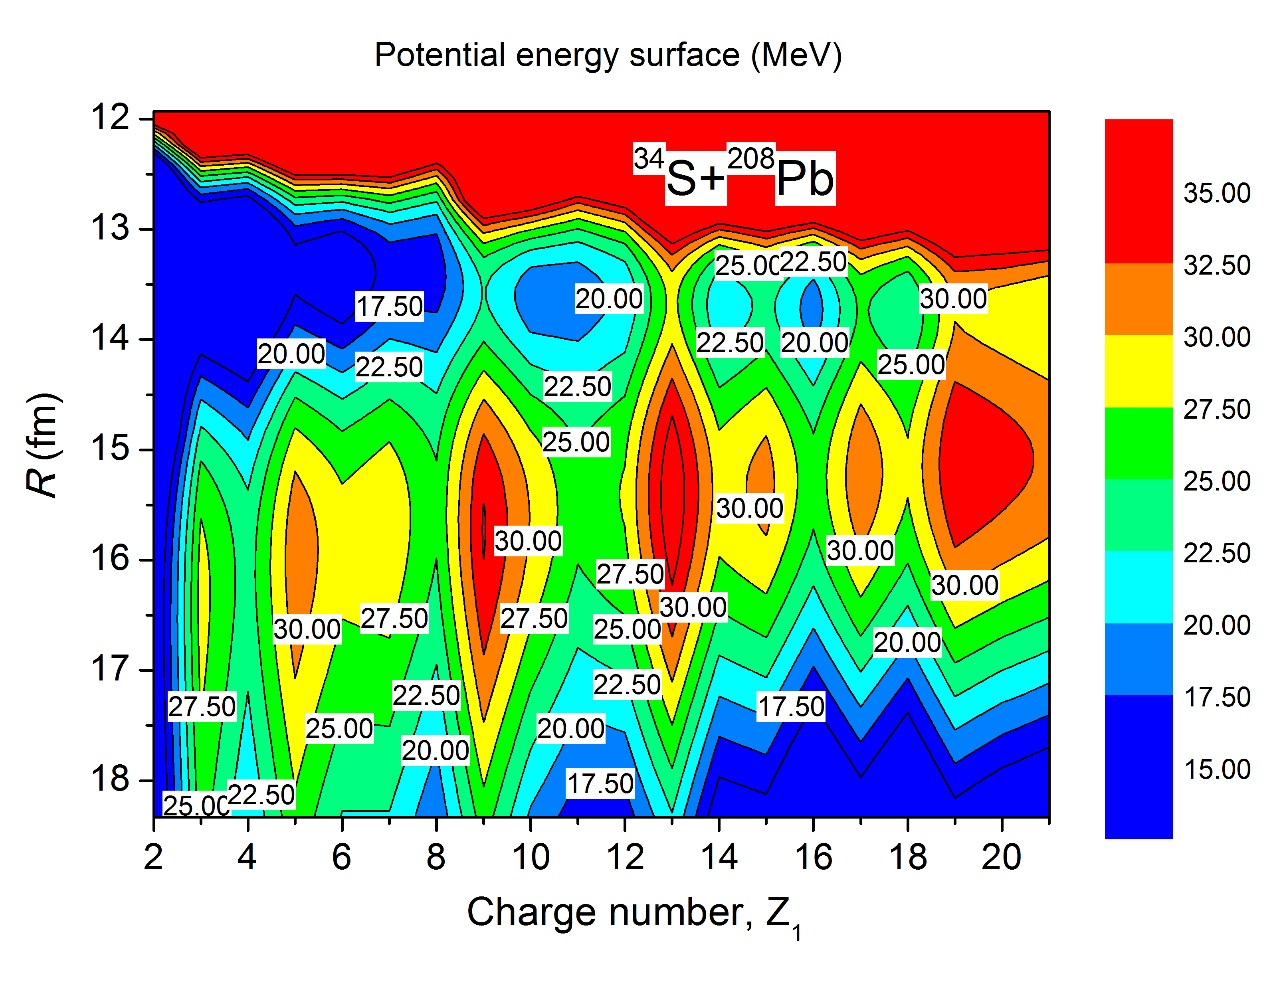 Potential energy surface (MeV)
12
13
14
15
16
17
18
R (fm)
34S+208Pb
25.00 22.50
17.50 20.00 30.00
20.00 22.50 22.50 20.00
22.50 25.00
25.00
30.00
30.00 30.00
27.50 30.00
30.00 27.50 27.50 25.00 30.00
20.00
27.50 22.50 22.50 17.50
25.00 20.00
20.00
25.00 22.50 17.50
2 4 6 8 10 12 14 16 18 20
Charge number, Z1
35.00
32.50
30.00
27.50
25.00
22.50
20.00
17.50
15.00